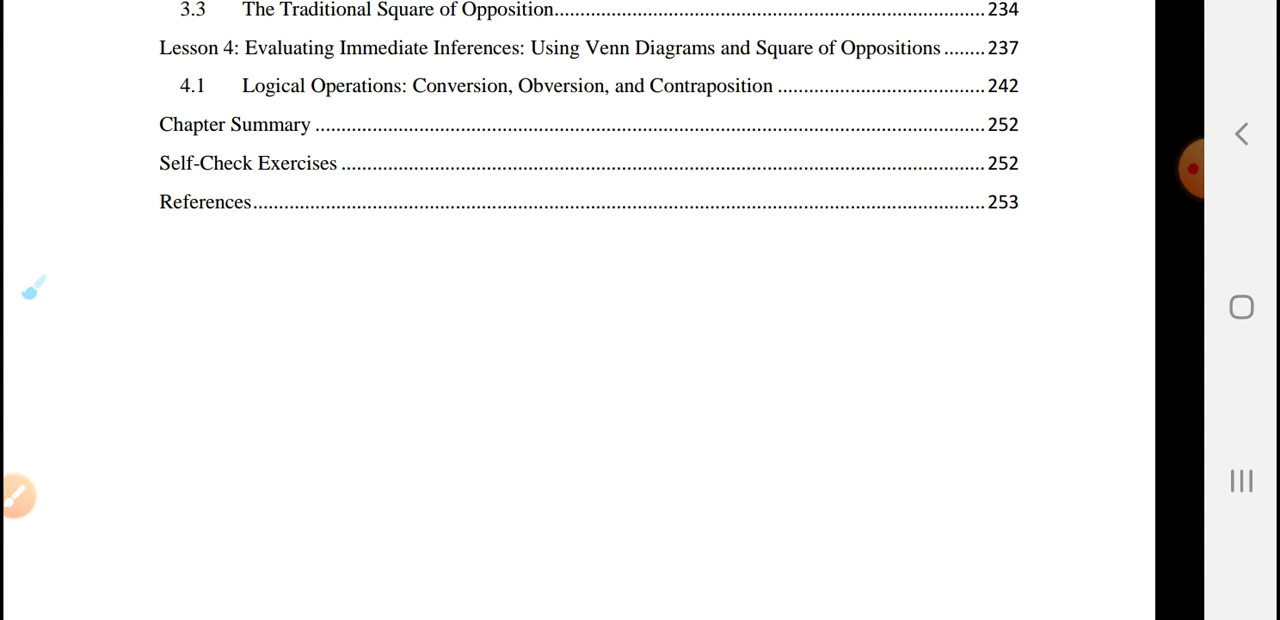 3.3 The Traditional Square of Opposition.................................................................................... 234
Lesson 4: Evaluating Immediate Inferences: Using Venn Diagrams and Square of Oppositions ........ 237
4.1 Logical Operations: Conversion, Obversion, and Contraposition ........................................ 242
Chapter Summary ................................................................................................................................. 252
Self-Check Exercises ............................................................................................................................ 252
References............................................................................................................................................. 253